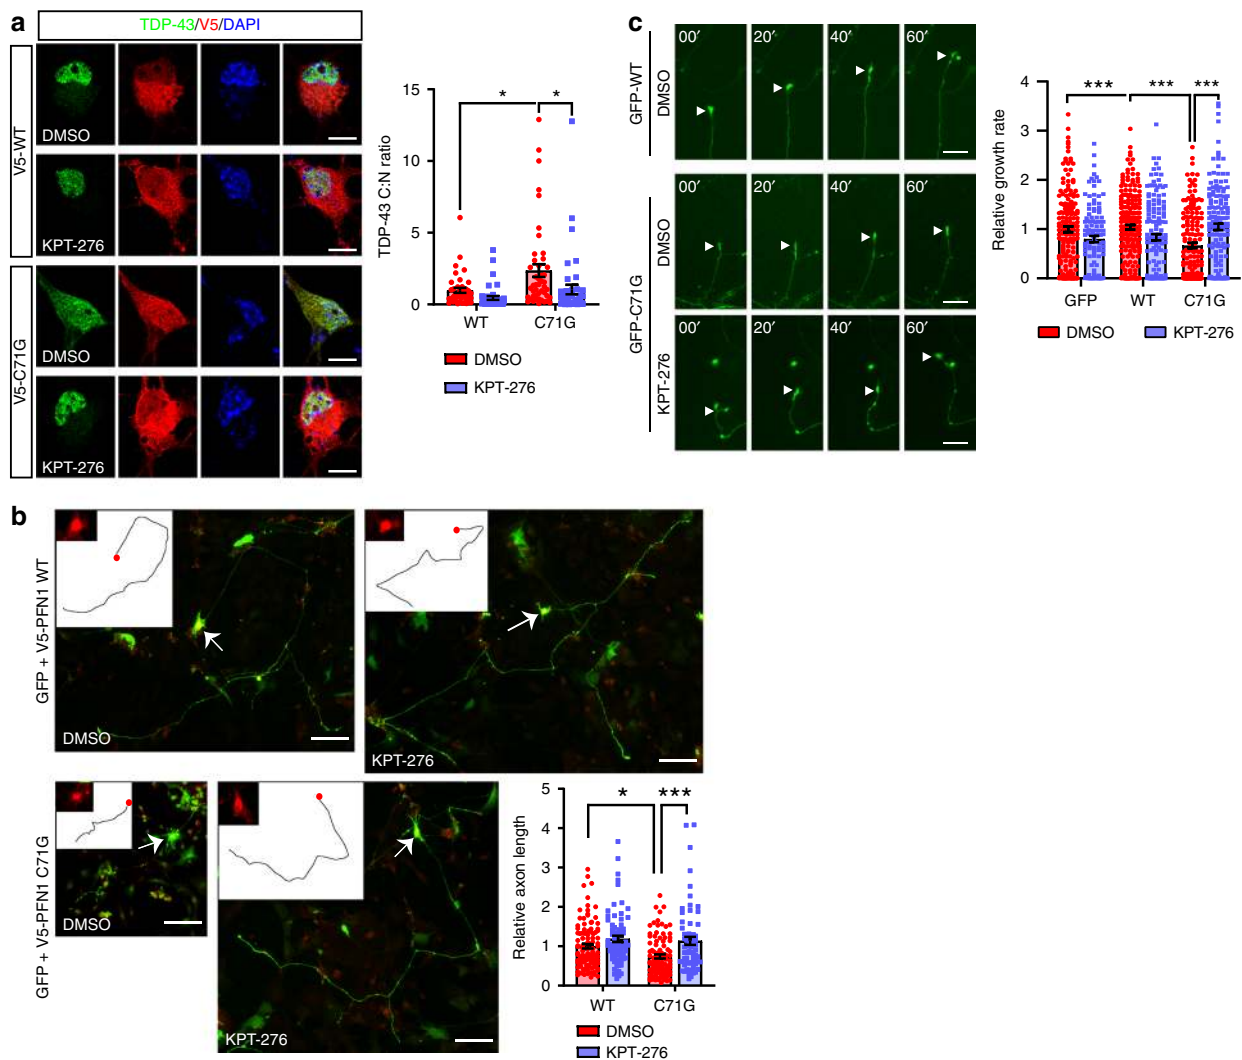 a
TDP-43/V5/DAPI
V5-WT
DMSO
KPT-276
V5-C71G
DMSO
KPT-276
TDP-43 C:N ratio
15
10
5
0
*
*
WT
C71G
DMSO
KPT-276
c
GFP-WT
DMSO
00′
20′
40′
60′
GFP-C71G
DMSO
00′
20′
40′
60′
KPT-276
00′
20′
40′
60′
Relative growth rate
5
4
3
2
1
0
***
***
***
GFP
WT
C71G
DMSO
KPT-276
b
GFP + V5-PFN1 WT
DMSO
KPT-276
GFP + V5-PFN1 C71G
DMSO
KPT-276
Relative axon length
5
4
3
2
1
0
*
***
WT
C71G
DMSO
KPT-276